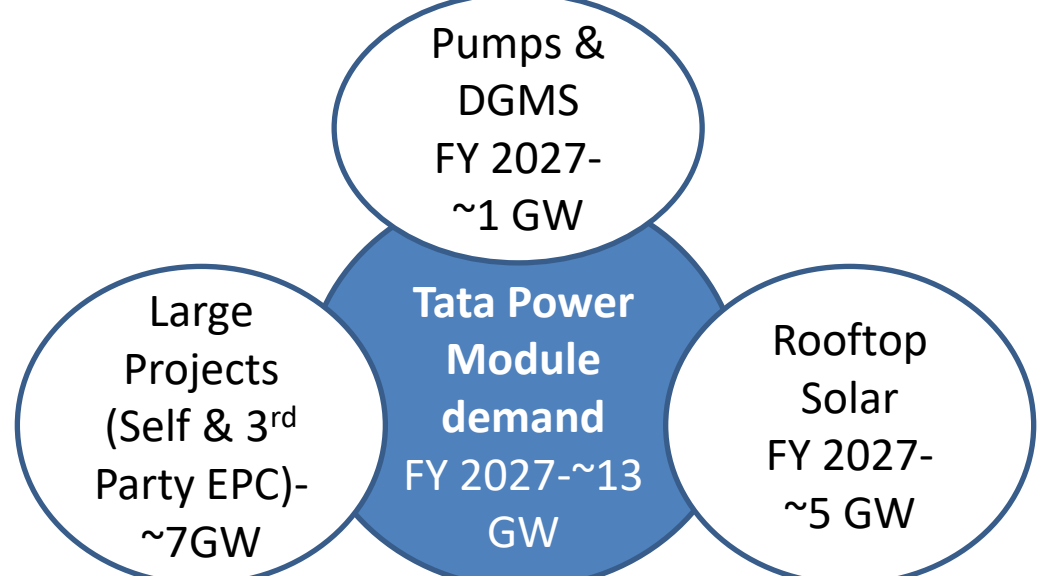 Pumps &
DGMS
FY 2027-
~1 GW
Large
Projects
(Self & 3rd
Party EPC)-
~7GW
Tata Power
Module
demand
FY 2027-~13
GW
Rooftop
Solar
FY 2027-
~5 GW